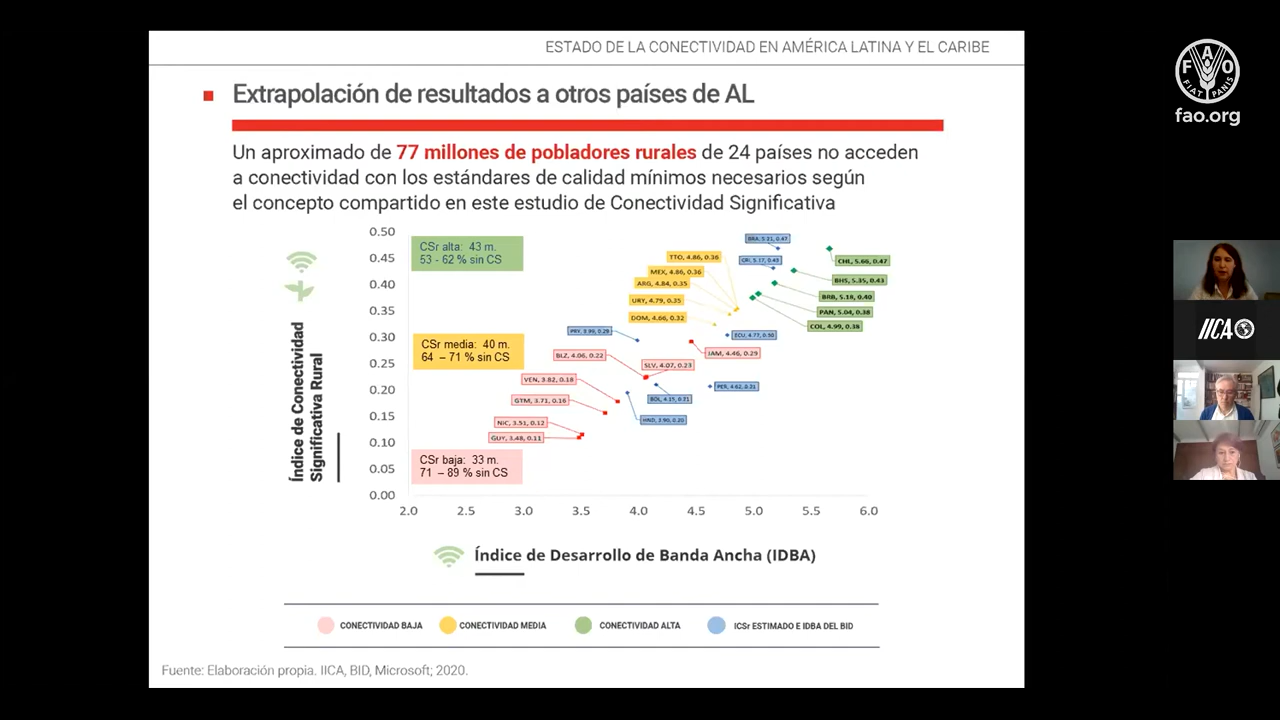 ESTADO DE LA CONECTIVIDAD EN AMÉRICA LATINA Y EL CARIBE
Extrapolación de resultados a otros países de AL
Un aproximado de 77 millones de pobladores rurales de 24 países no acceden
a conectividad con los estándares de calidad mínimos necesarios según
el concepto compartido en este estudio de Conectividad Significativa
Índice de Conectividad
Significativa Rural
0.50
0.45
0.40
0.35
0.30
0.25
0.20
0.15
0.10
0.05
0.00
CSr alta: 43 m.
53 - 62 % sin CS
CSr media: 40 m.
64 – 71 % sin CS
CSr baja: 33 m.
71 – 89 % sin CS
BRA, 5.21, 0.47
TTO, 4.86, 0.36
CRI, 5.17, 0.43
CHL, 5.66, 0.47
MEX, 4.86, 0.36
ARG, 4.84, 0.35
BHS, 5.35, 0.43
URY, 4.79, 0.35
BRB, 5.18, 0.40
DOM, 4.66, 0.32
PAN, 5.04, 0.38
COL, 4.99, 0.38
PRY, 3.99, 0.29
ECU, 4.77, 0.30
BLZ, 4.06, 0.22
JAM, 4.46, 0.29
SLV, 4.07, 0.23
VEN, 3.82, 0.18
PER, 4.62, 0.21
GTM, 3.71, 0.16
BOL, 4.15, 0.21
NIC, 3.51, 0.12
HND, 3.90, 0.20
GUY, 3.48, 0.11
2.0 2.5 3.0 3.5 4.0 4.5 5.0 5.5 6.0
Índice de Desarrollo de Banda Ancha (IDBA)
CONECTIVIDAD BAJA
CONECTIVIDAD MEDIA
CONECTIVIDAD ALTA
ICSr ESTIMADO E IDBA DEL BID
Fuente: Elaboración propia. IICA, BID, Microsoft; 2020.
FAO
FIAT PANIS
fao.org
IICA